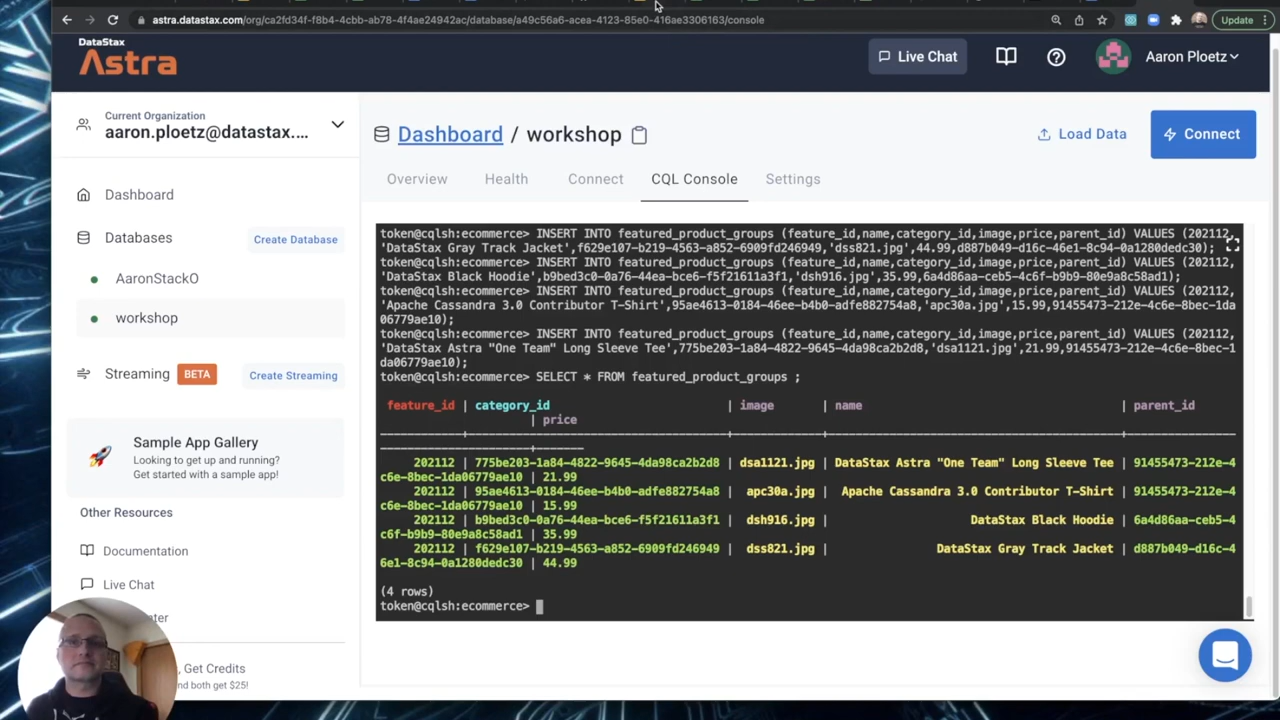 astra.datastax.com/org/ca2fd34f-f8b4-4cbb-ab78-4f4ae24942ac/database/a49c56a6-acea-4123-85e0-416ae3306163/console
Update
DataStax
Astra
Live Chat
Aaron Ploetz
Current Organization
aaron.ploetz@datastax....
Dashboard / workshop
Load Data
Connect
Overview
Health
Connect
CQL Console
Settings
Dashboard
Databases
Create Database
AaronStackO
workshop
Streaming
BETA
Create Streaming
Sample App Gallery
Looking to get up and running?
Get started with a sample app!
Other Resources
Documentation
Live Chat
nter
, Get Credits
nd both get $25!
token@cqlsh:ecommerce> INSERT INTO featured_product_groups (feature_id,name,category_id,image,price,parent_id) VALUES (202112,
'DataStax Gray Track Jacket',f629e107-b219-4563-a852-6909fd246949,'dss821.jpg',44.99,d887b049-d16c-46e1-8c94-0a1280dedc30);
token@cqlsh:ecommerce> INSERT INTO featured_product_groups (feature_id,name,category_id,image,price,parent_id) VALUES (202112,
'DataStax Black Hoodie',b9bed3c0-0a76-44ea-bce6-f5f21611a3f1,'dsh916.jpg',35.99,6a4d86aa-ceb5-4c6f-b9b9-80e9a8c58ad1);
token@cqlsh:ecommerce> INSERT INTO featured_product_groups (feature_id,name,category_id,image,price,parent_id) VALUES (202112,
'Apache Cassandra 3.0 Contributor T-Shirt',95ae4613-0184-46ee-b4b0-adfe882754a8,'apc30a.jpg',15.99,91455473-212e-4c6e-8bec-1da
06779ae10);
token@cqlsh:ecommerce> INSERT INTO featured_product_groups (feature_id,name,category_id,image,price,parent_id) VALUES (202112,
'DataStax Astra "One Team" Long Sleeve Tee',775be203-1a84-4822-9645-4da98ca2b2d8,'dsa1121.jpg',21.99,91455473-212e-4c6e-8bec-1
da06779ae10);
token@cqlsh:ecommerce> SELECT * FROM featured_product_groups ;
feature_id | category_id | image | name | parent_id
| price
202112 | 775be203-1a84-4822-9645-4da98ca2b2d8 | dsa1121.jpg | DataStax Astra "One Team" Long Sleeve Tee | 91455473-212e-4
c6e-8bec-1da06779ae10 | 21.99
202112 | 95ae4613-0184-46ee-b4b0-adfe882754a8 | apc30a.jpg | Apache Cassandra 3.0 Contributor T-Shirt | 91455473-212e-4
c6e-8bec-1da06779ae10 | 15.99
202112 | b9bed3c0-0a76-44ea-bce6-f5f21611a3f1 | dsh916.jpg | DataStax Black Hoodie | 6a4d86aa-ceb5-4
c6f-b9b9-80e9a8c58ad1 | 35.99
202112 | f629e107-b219-4563-a852-6909fd246949 | dss821.jpg | DataStax Gray Track Jacket | d887b049-d16c-4
6e1-8c94-0a1280dedc30 | 44.99
(4 rows)
token@cqlsh:ecommerce>